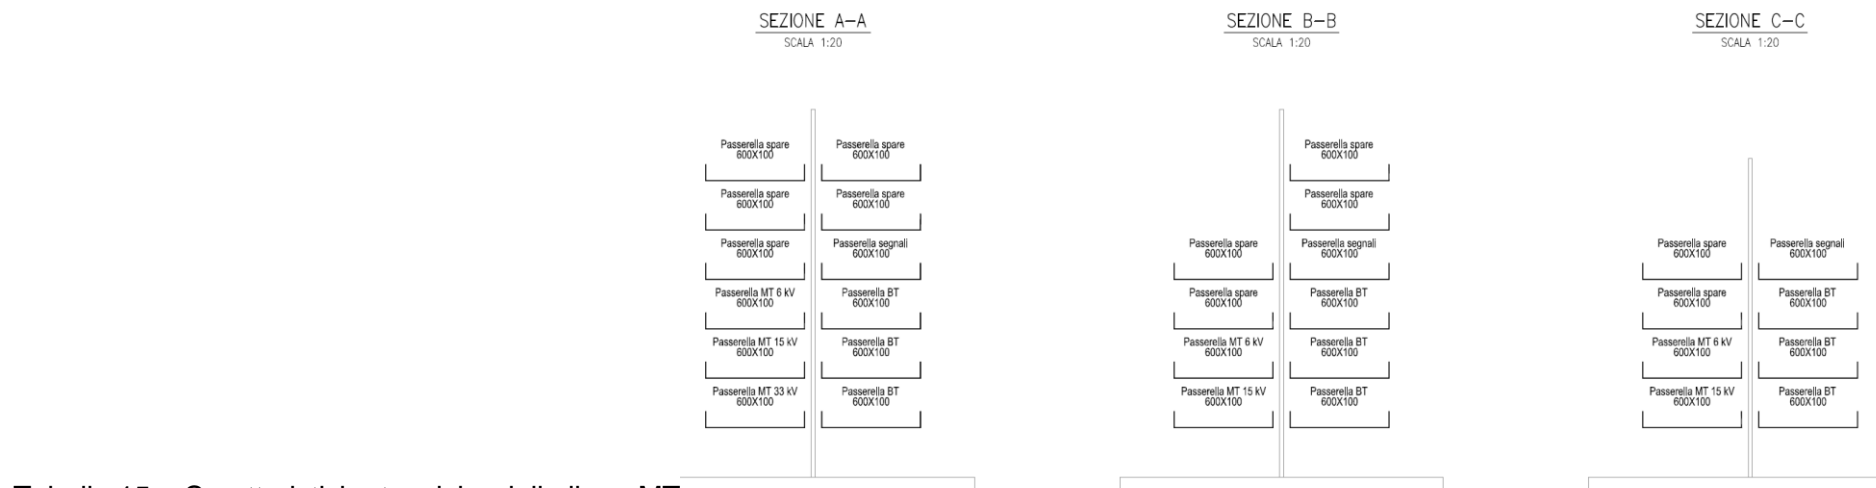 SEZIONE A-A
SCALA 1:20
Passerella spare
600X100
Passerella spare
600X100
Passerella spare
600X100
Passerella spare
600X100
Passerella spare
600X100
Passerella segnali
600X100
Passerella MT 6 kV
600X100
Passerella BT
600X100
Passerella MT 15 kV
600X100
Passerella BT
600X100
Passerella MT 33 kV
600X100
Passerella BT
600X100
SEZIONE B-B
SCALA 1:20
Passerella spare
600X100
Passerella spare
600X100
Passerella spare
600X100
Passerella segnali
600X100
Passerella spare
600X100
Passerella BT
600X100
Passerella MT 6 kV
600X100
Passerella BT
600X100
Passerella MT 15 kV
600X100
Passerella BT
600X100
SEZIONE C-C
SCALA 1:20
Passerella spare
600X100
Passerella segnali
600X100
Passerella spare
600X100
Passerella BT
600X100
Passerella MT 6 kV
600X100
Passerella BT
600X100
Passerella MT 15 kV
600X100
Passerella BT
600X100